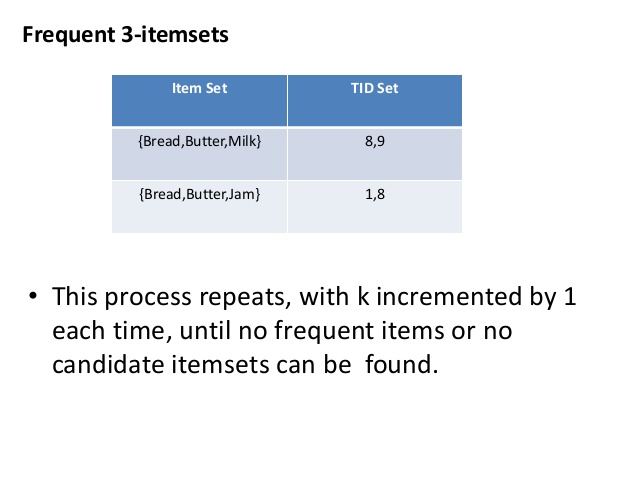 Frequent 3-itemsets
Item Set TID Set
{Bread,Butter,Milk} 8,9
{Bread,Butter,Jam} 1,8
• This process repeats, with k incremented by 1
each time, until no frequent items or no
candidate itemsets can be  found.